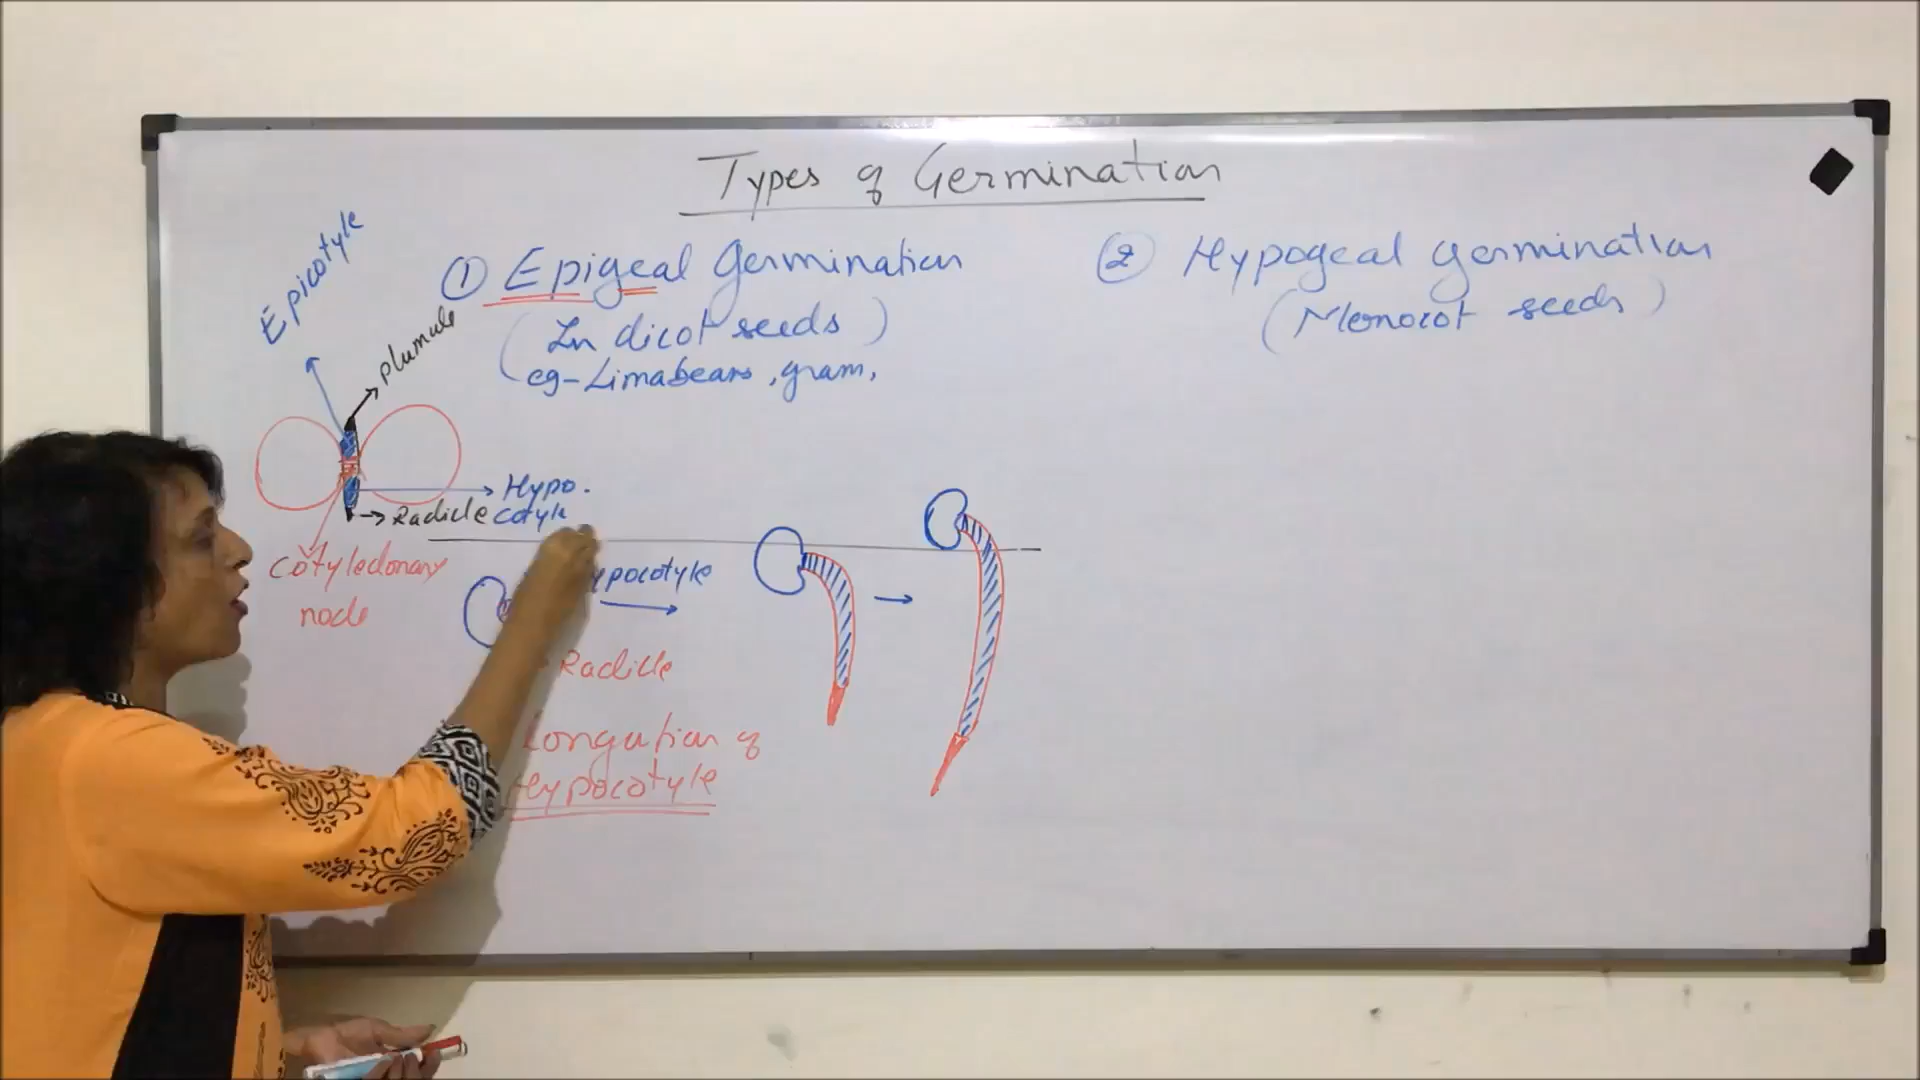 Types of Germination
① Epigeal Germination
(In dicot seeds)
eg-Limabeans, gram,
② Hypogeal germination
(Monocot seeds)
Epicotyle
plumule
Hypo.
cotyle
Radicle
Cotyledonary
node
ypocotyle
Radicle
longation of
Hypocotyle